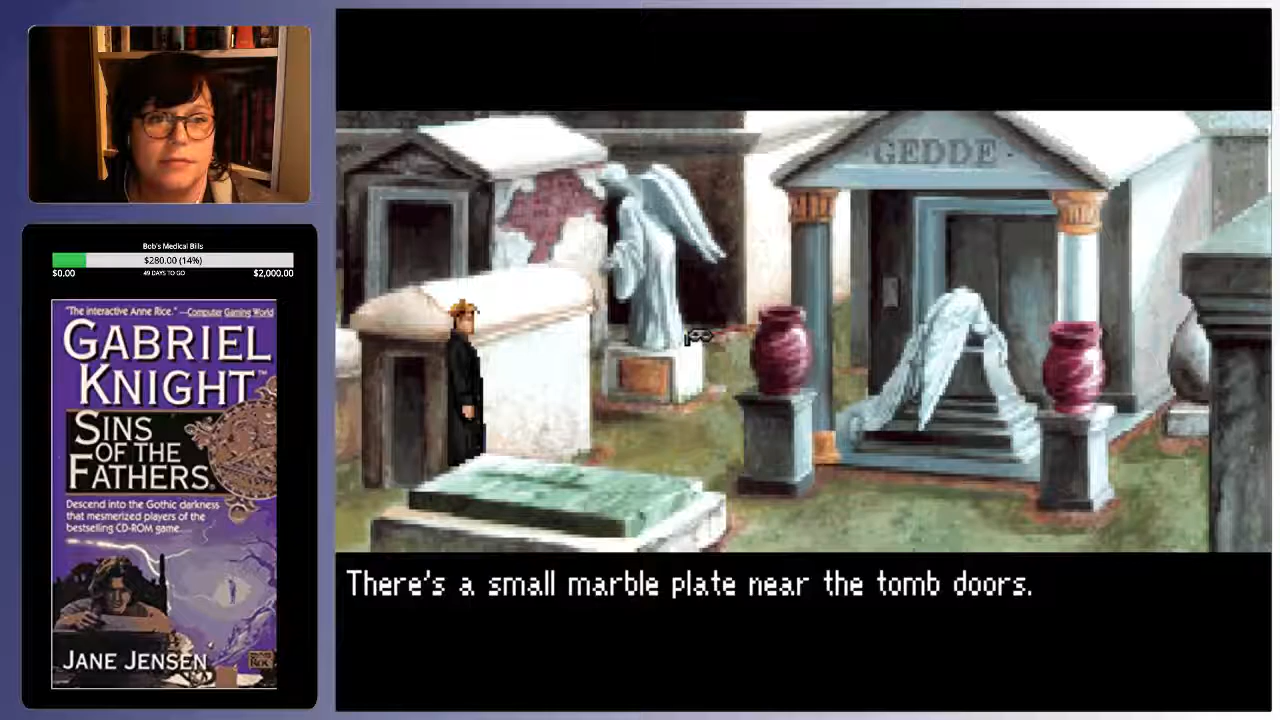 Bob's Medical Bills
$280.00 (14%)
$0.00
49 DAYS TO GO
$2,000.00
"The interactive Anne Rice." —Computer Gaming World
GABRIEL
KNIGHT™
SINS
OF THE
FATHERS
Descend into the Gothic darkness
that mesmerized players of the
bestselling CD-ROM game....
JANE JENSEN
· GEDDE ·
There's a small marble plate near the tomb doors.